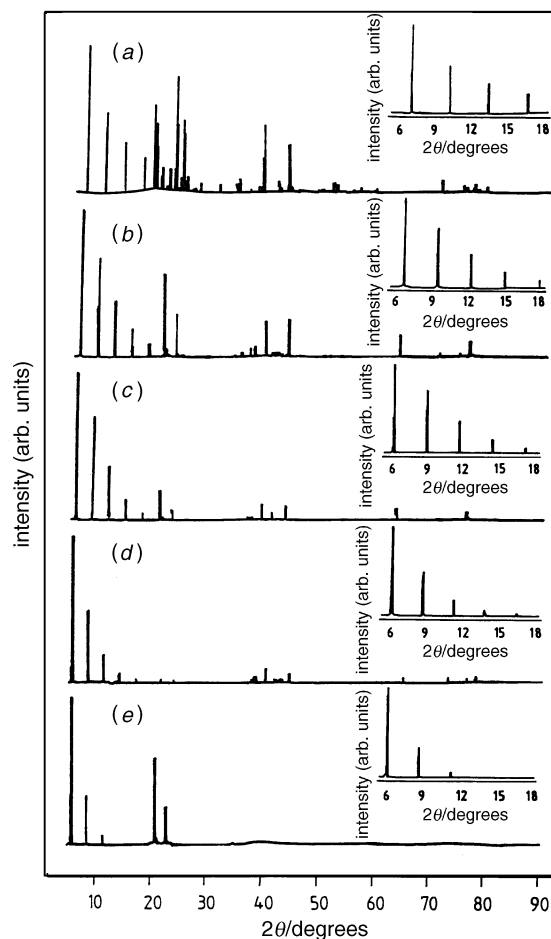 (a)
intensity (arb. units)
6 9 12 15 18
2θ/degrees
(b)
intensity (arb. units)
6 9 12 15 18
2θ/degrees
(c)
intensity (arb. units)
6 9 12 15 18
2θ/degrees
(d)
intensity (arb. units)
6 9 12 15 18
2θ/degrees
(e)
intensity (arb. units)
6 9 12 15 18
2θ/degrees
intensity (arb. units)
10 20 30 40 50 60 70 80 90
2θ/degrees